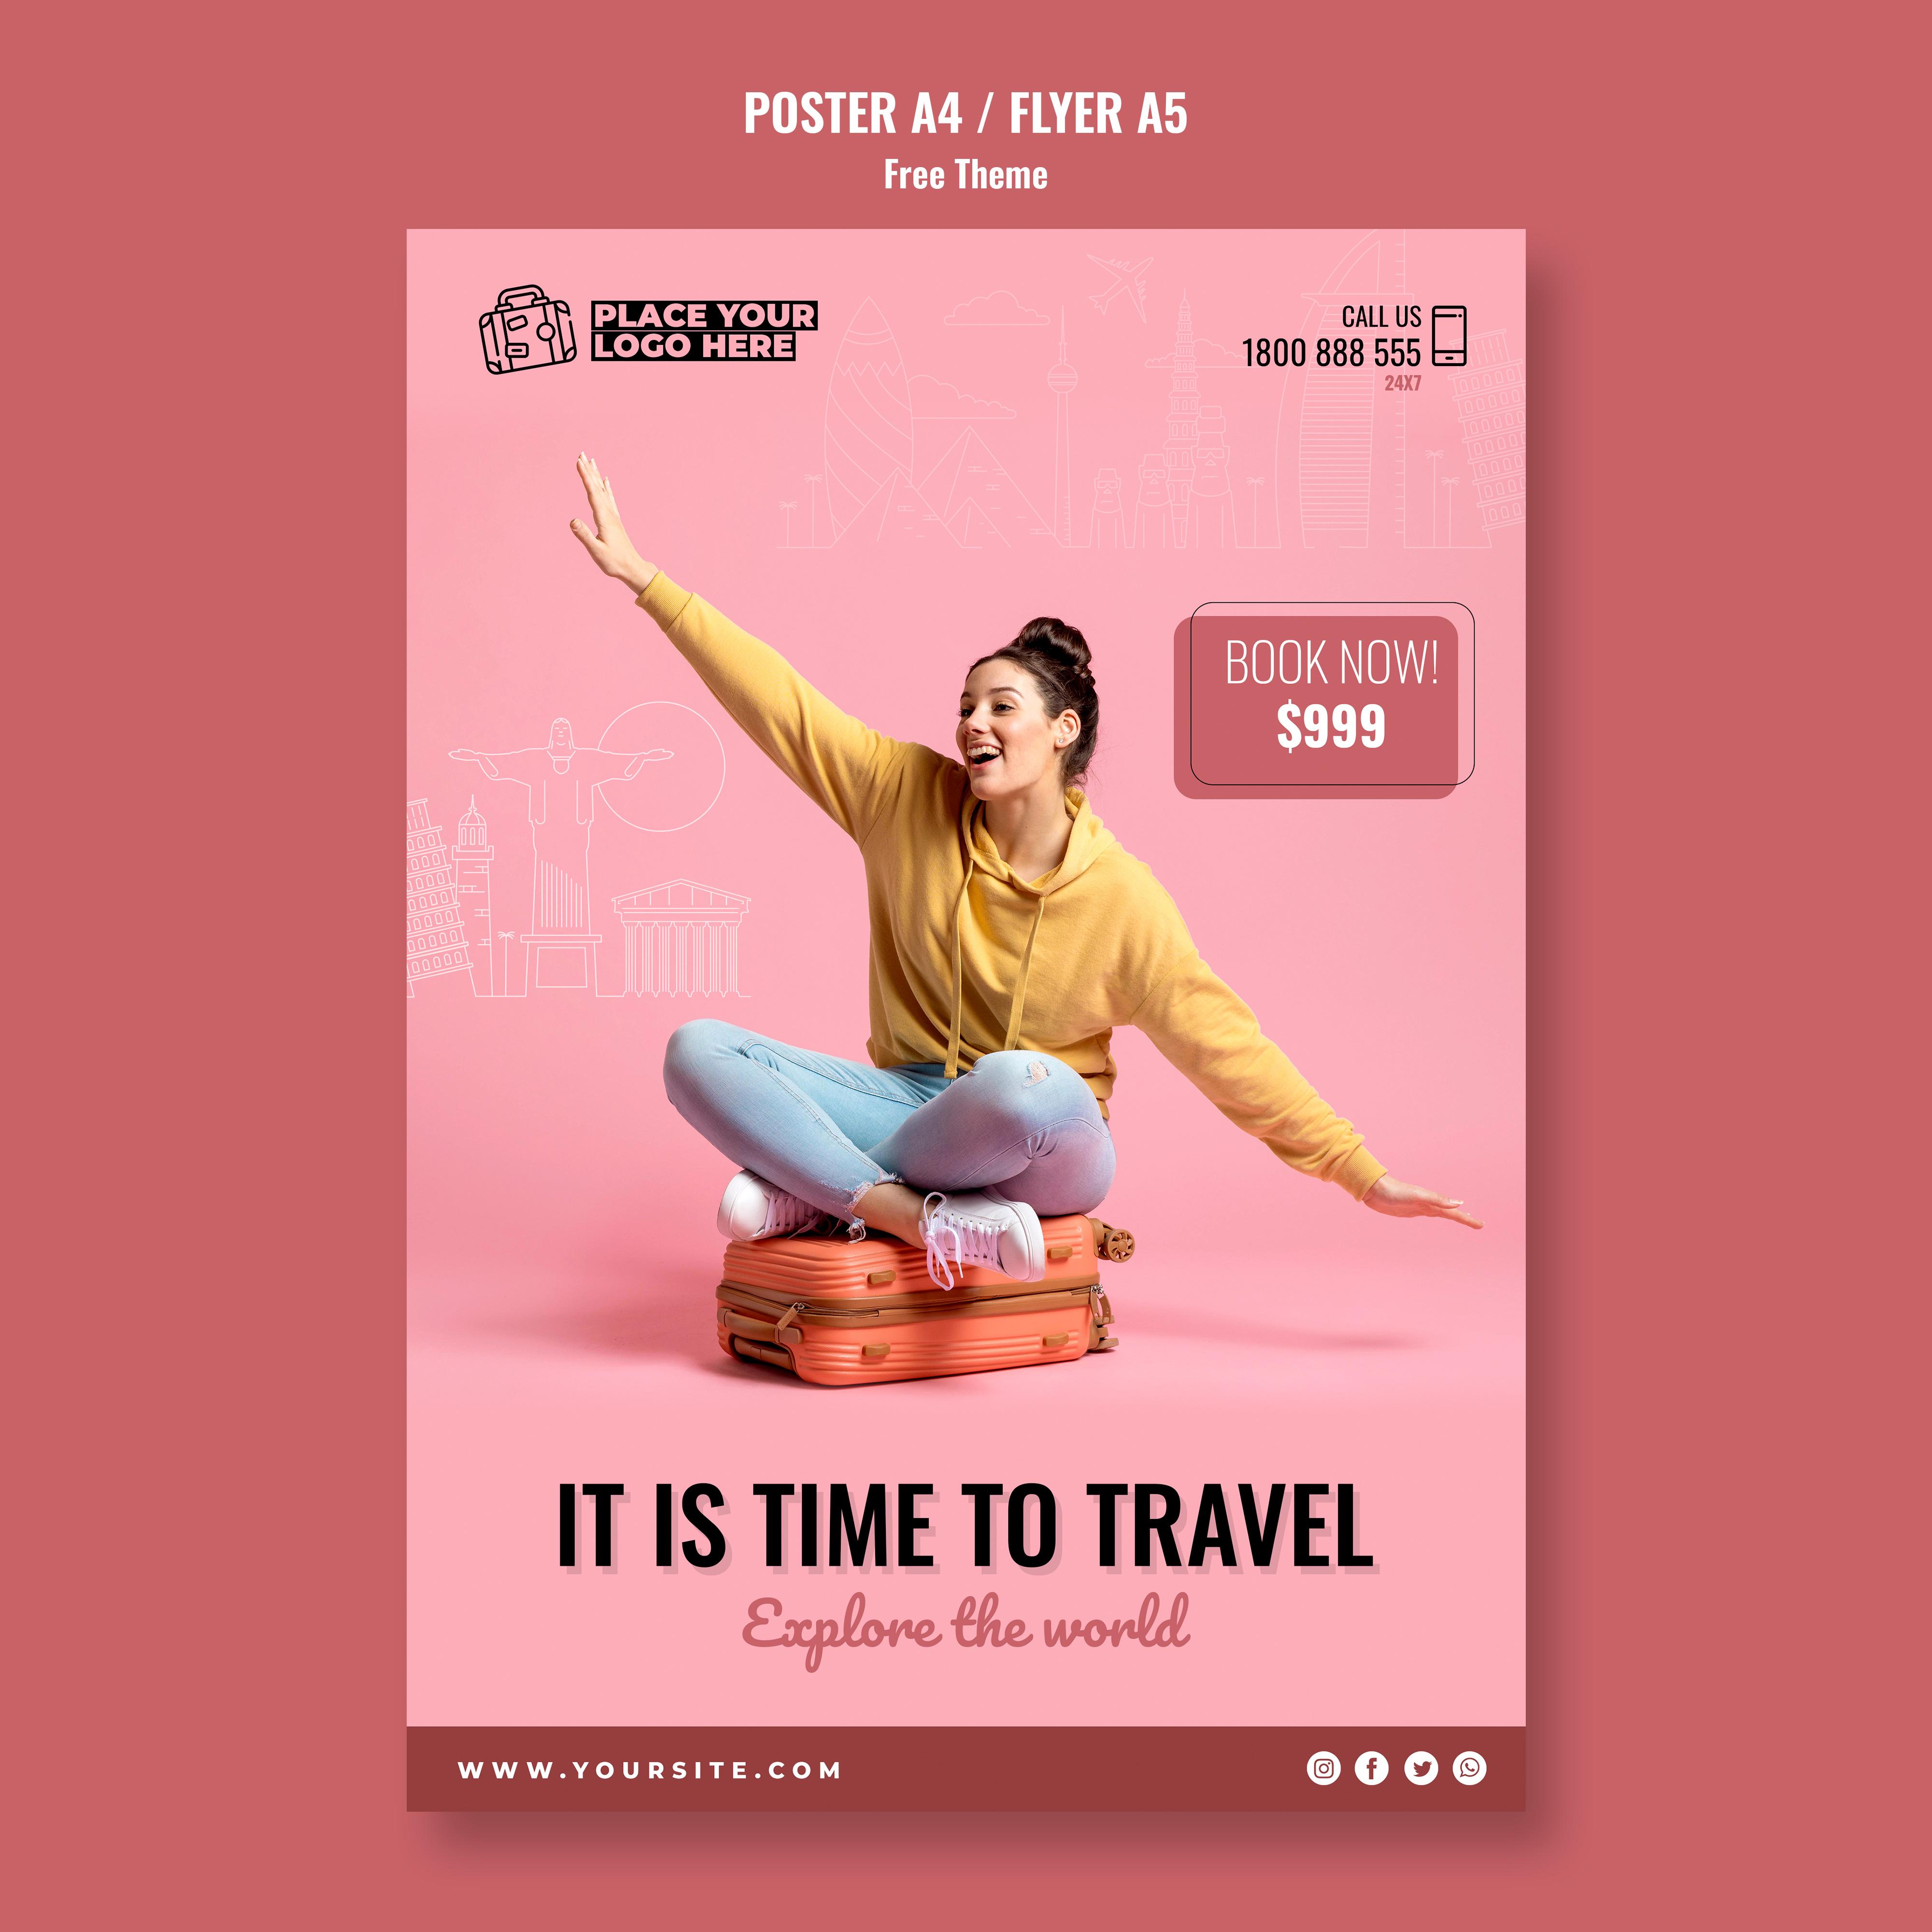 POSTER A4 / FLYER A5
Free Theme
PLACE YOUR
LOGO HERE
CALL US
1800 888 555
24X7
BOOK NOW!
$999
IT IS TIME TO TRAVEL
Explore the world
WWW.YOURSITE.COM